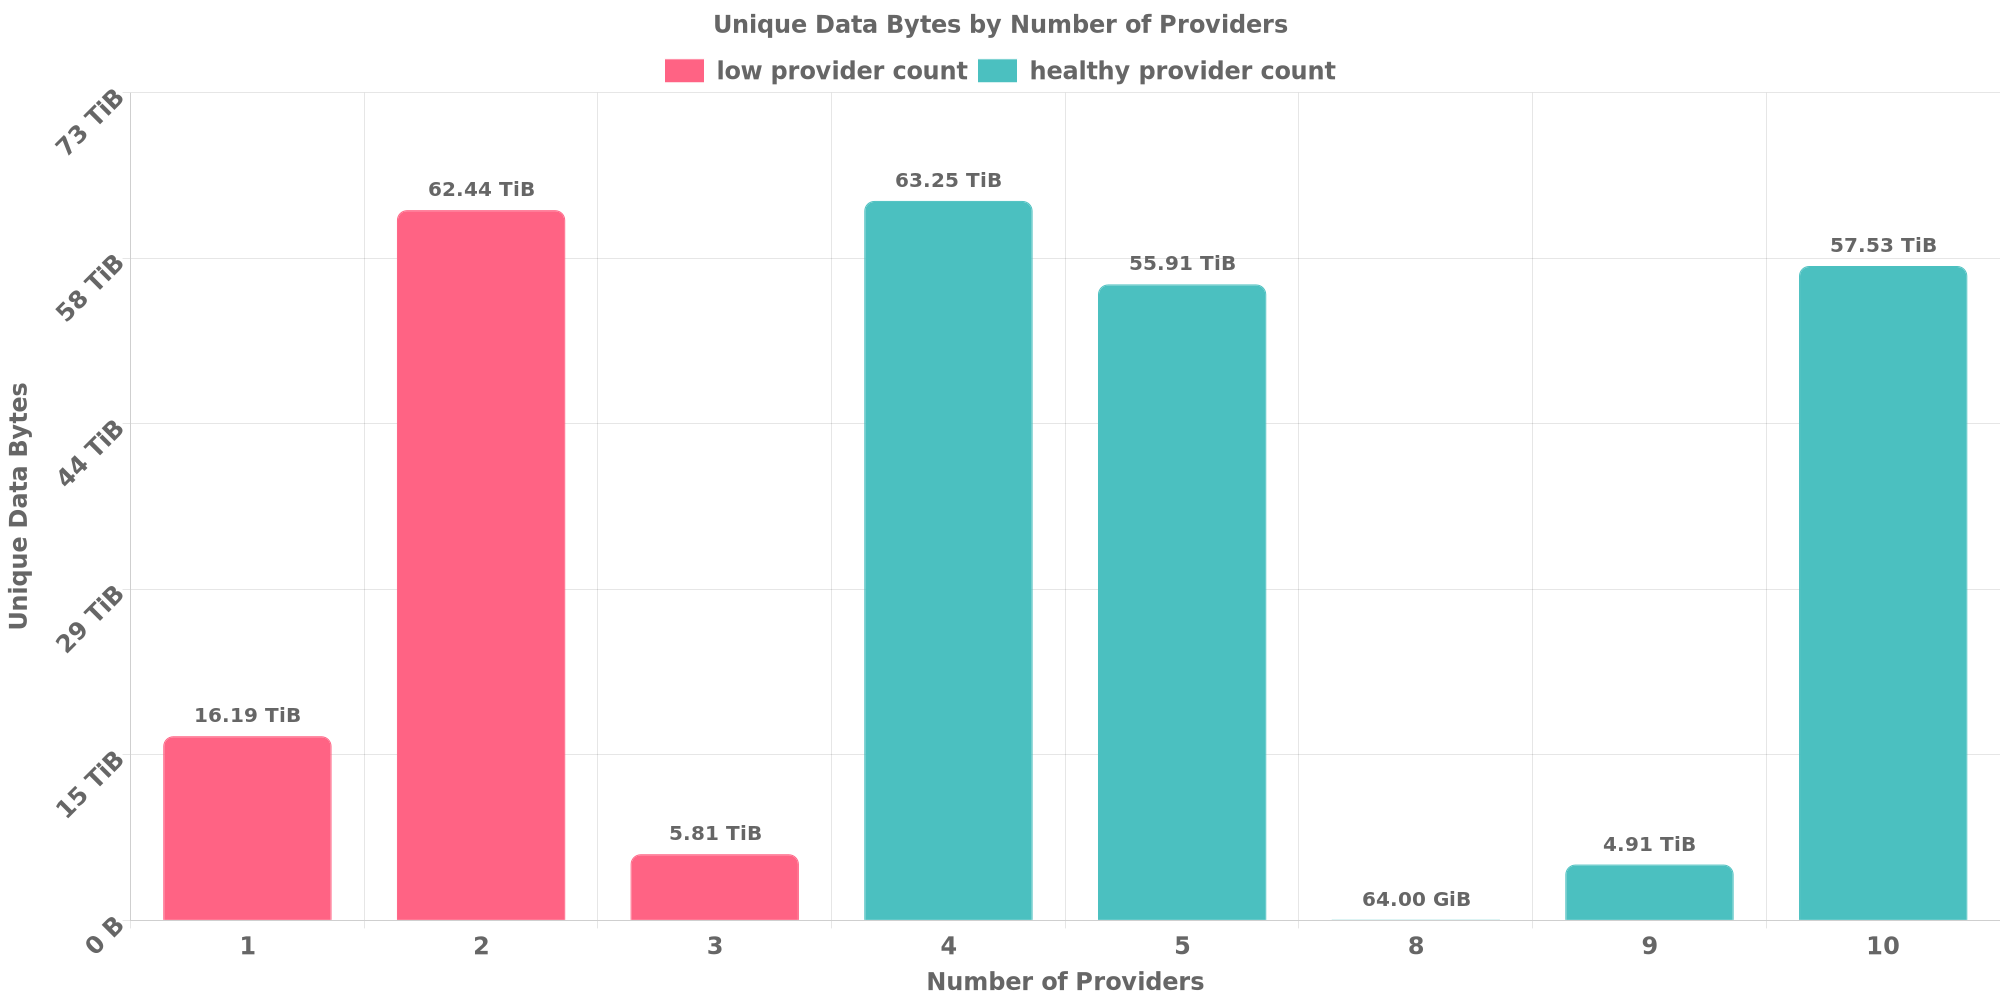 Unique Data Bytes by Number of Providers
low provider count healthy provider count
73 TiB
58 TiB
44 TiB
29 TiB
15 TiB
0 B
Unique Data Bytes
16.19 TiB
62.44 TiB
5.81 TiB
63.25 TiB
55.91 TiB
64.00 GiB
4.91 TiB
57.53 TiB
1 2 3 4 5 8 9 10
Number of Providers